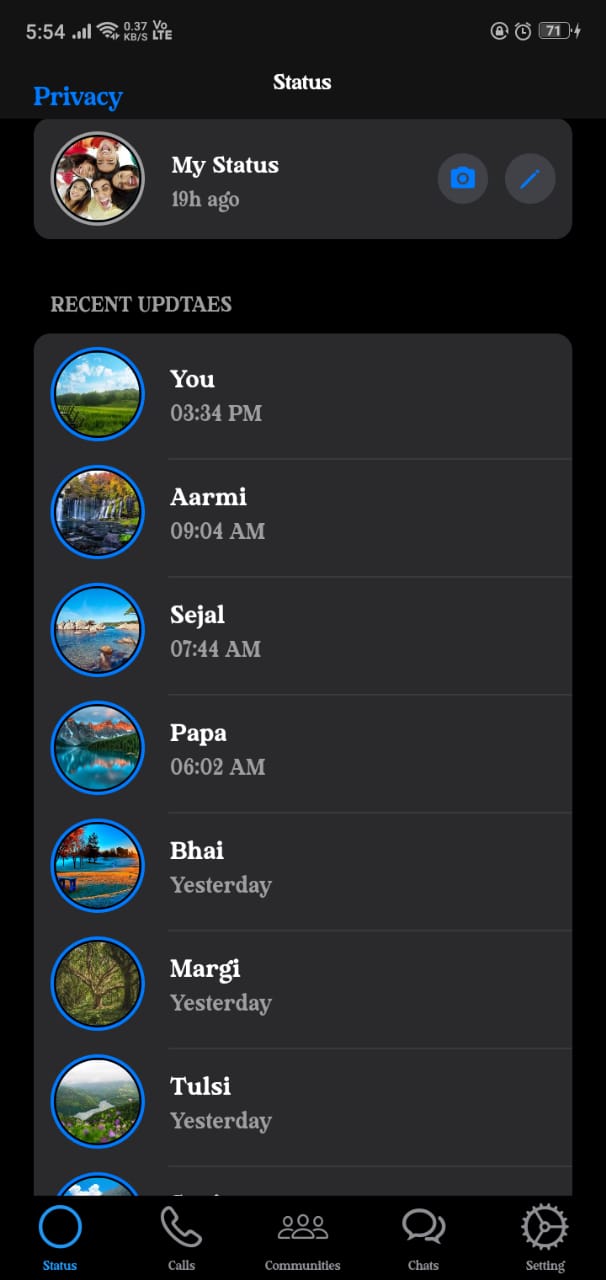 5:54 0.37 KB/S Vo LTE 71
Status
Privacy
My Status
19h ago
RECENT UPDTAES
You
03:34 PM
Aarmi
09:04 AM
Sejal
07:44 AM
Papa
06:02 AM
Bhai
Yesterday
Margi
Yesterday
Tulsi
Yesterday
Status Calls Communities Chats Setting